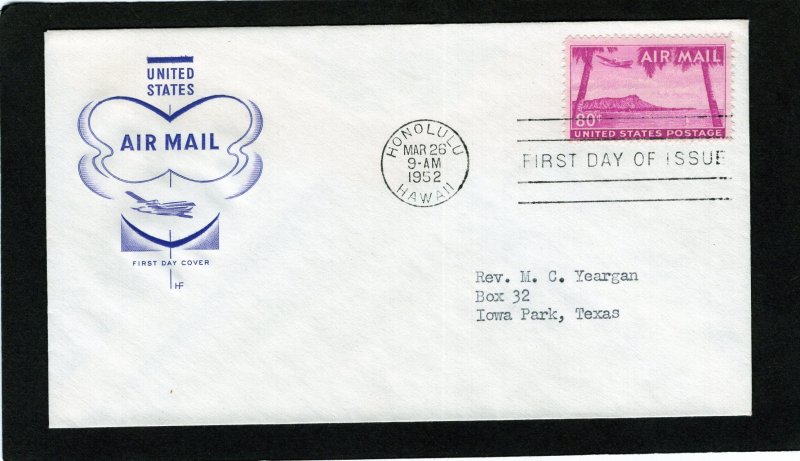 UNITED
STATES
AIR MAIL
FIRST DAY COVER
HF
HONOLULU
MAR 26
9-AM
1952
HAWAII
AIR MAIL
80¢
UNITED STATES POSTAGE
FIRST DAY OF ISSUE
Rev. M. C. Yeargan
Box 32
Iowa Park, Texas